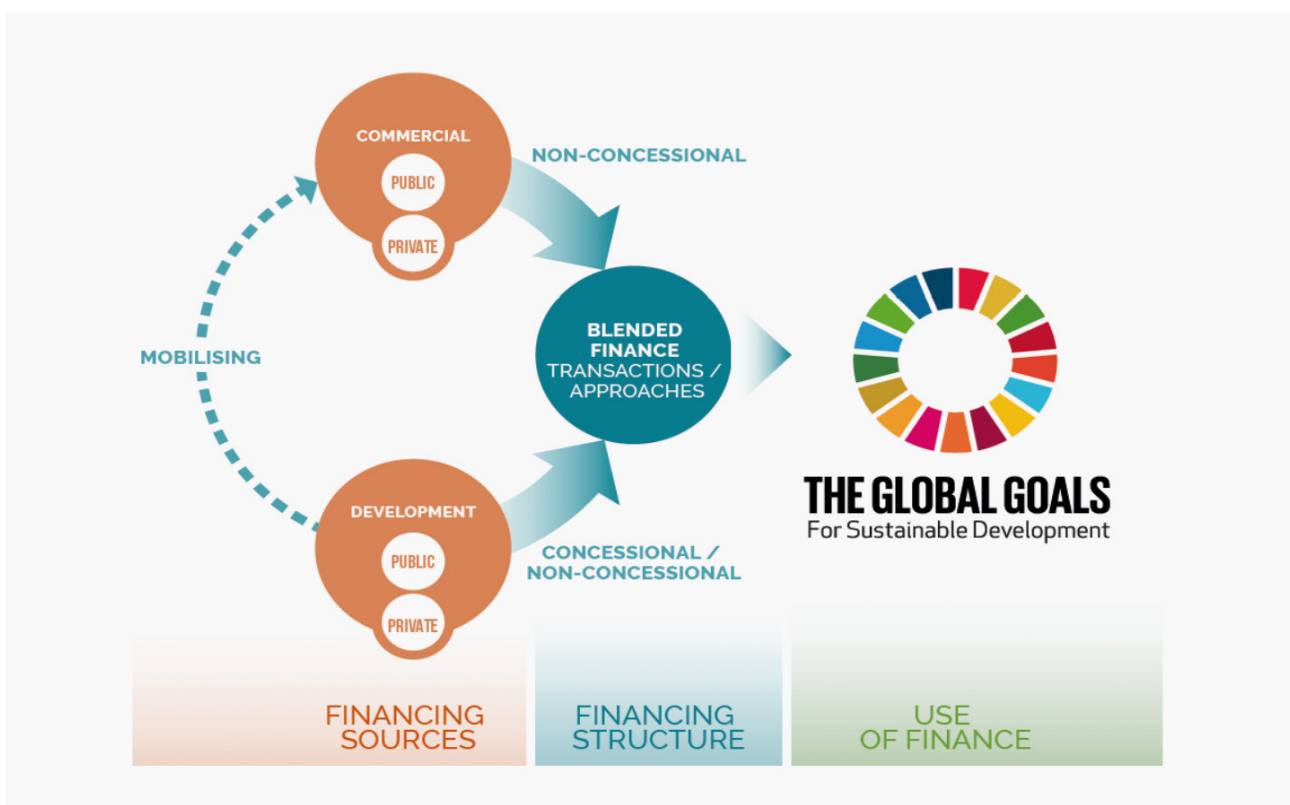 COMMERCIAL
PUBLIC
PRIVATE
NON-CONCESSIONAL
MOBILISING
BLENDED
FINANCE
TRANSACTIONS /
APPROACHES
DEVELOPMENT
PUBLIC
PRIVATE
CONCESSIONAL /
NON-CONCESSIONAL
THE GLOBAL GOALS
For Sustainable Development
FINANCING
SOURCES
FINANCING
STRUCTURE
USE
OF FINANCE